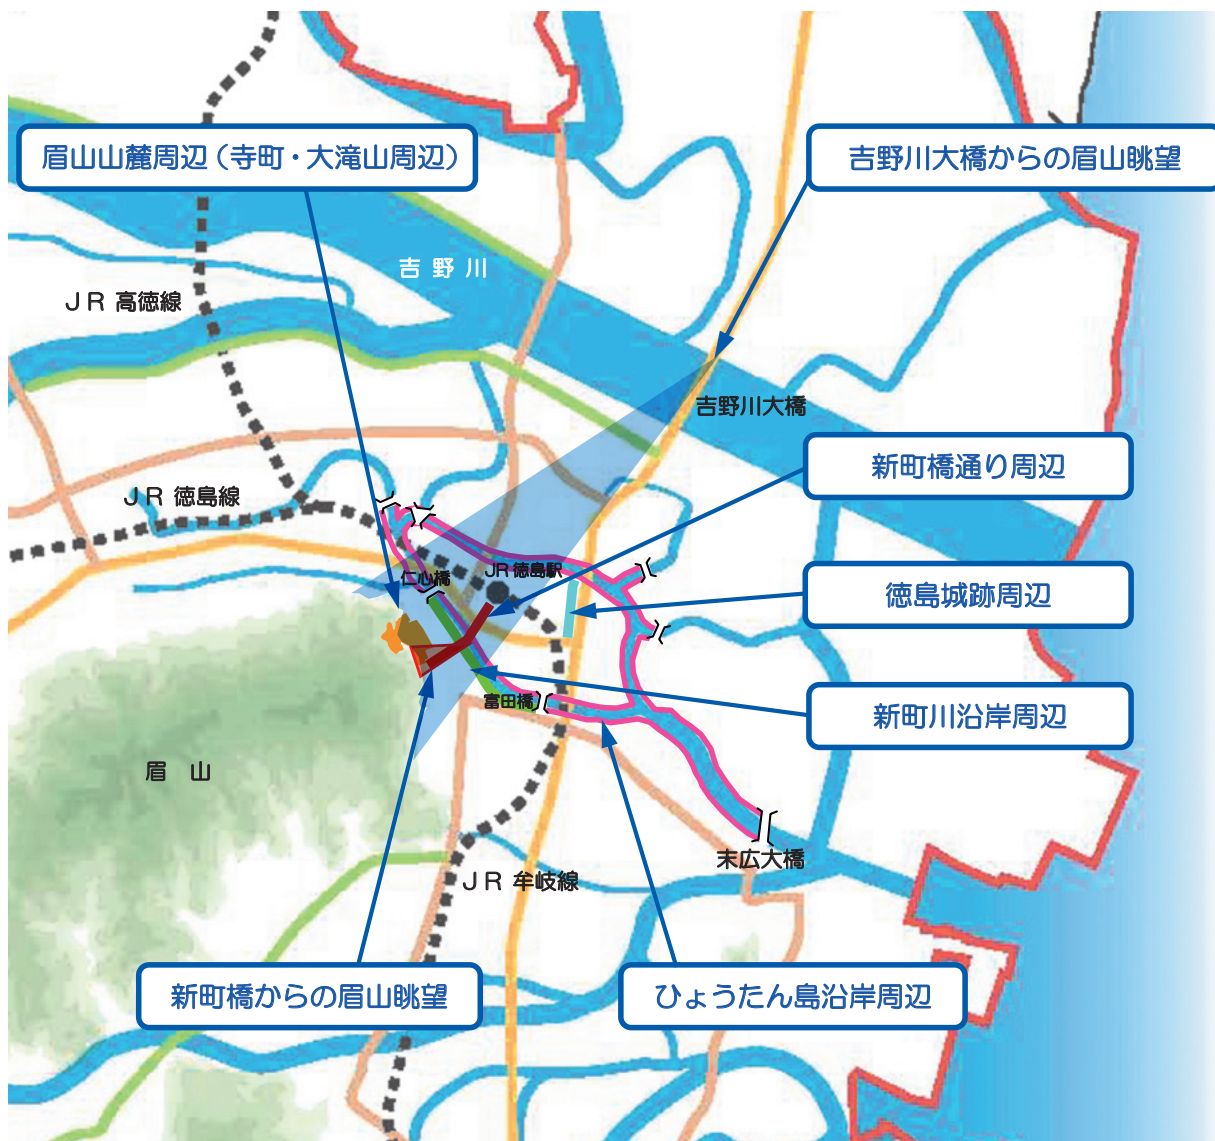 眉山山麓周辺（寺町・大滝山周辺）
吉野川大橋からの眉山眺望
吉 野 川
ＪＲ 高徳線
吉野川大橋
新町橋通り周辺
ＪＲ 徳島線
仁心橋
ＪＲ 徳島駅
徳島城跡周辺
富田橋
新町川沿岸周辺
眉　山
末広大橋
ＪＲ 牟岐線
新町橋からの眉山眺望
ひょうたん島沿岸周辺